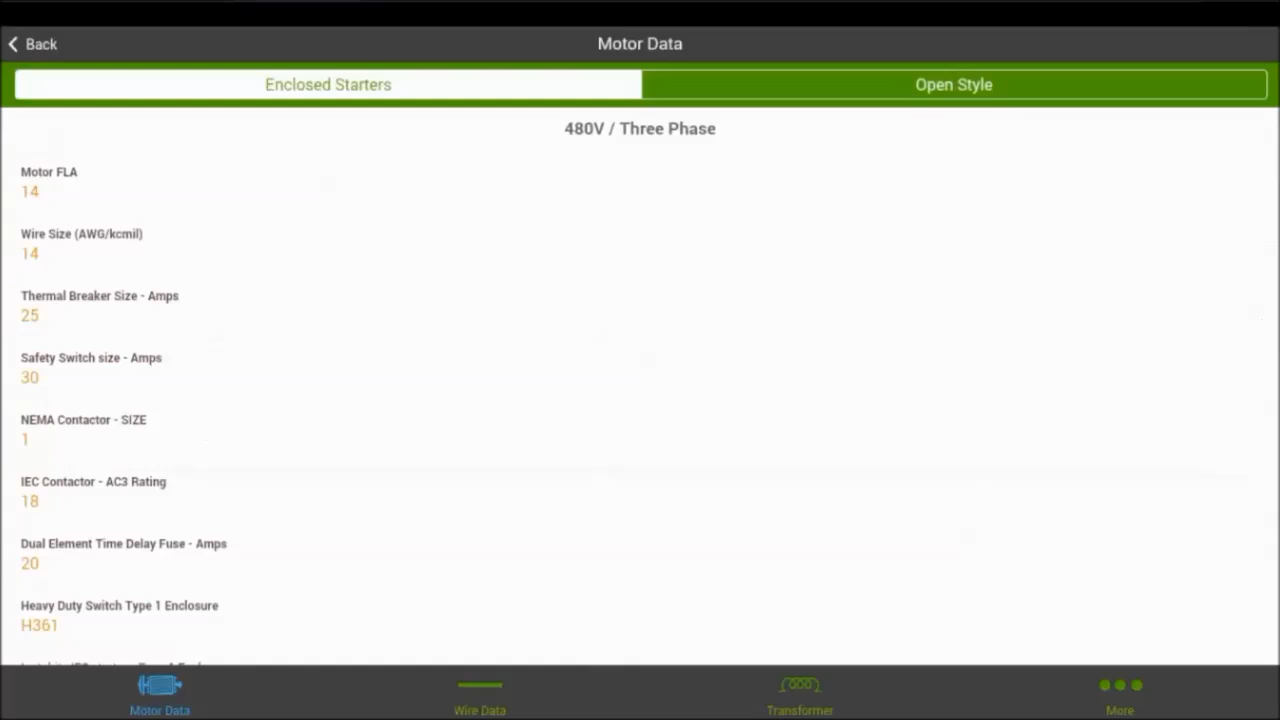 Back
Motor Data
Enclosed Starters
Open Style
480V / Three Phase
Motor FLA
14
Wire Size (AWG/kcmil)
14
Thermal Breaker Size - Amps
25
Safety Switch size - Amps
30
NEMA Contactor - SIZE
1
IEC Contactor - AC3 Rating
18
Dual Element Time Delay Fuse - Amps
20
Heavy Duty Switch Type 1 Enclosure
H361
Motor Data
Wire Data
Transformer
More